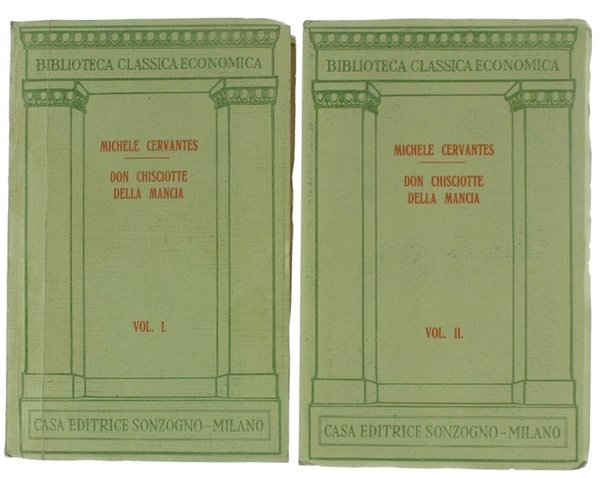 BIBLIOTECA CLASSICA ECONOMICA
MICHELE CERVANTES
DON CHISCIOTTE
DELLA MANCIA
VOL. I.
CASA EDITRICE SONZOGNO-MILANO
BIBLIOTECA CLASSICA ECONOMICA
MICHELE CERVANTES
DON CHISCIOTTE
DELLA MANCIA
VOL. II.
CASA EDITRICE SONZOGNO-MILANO